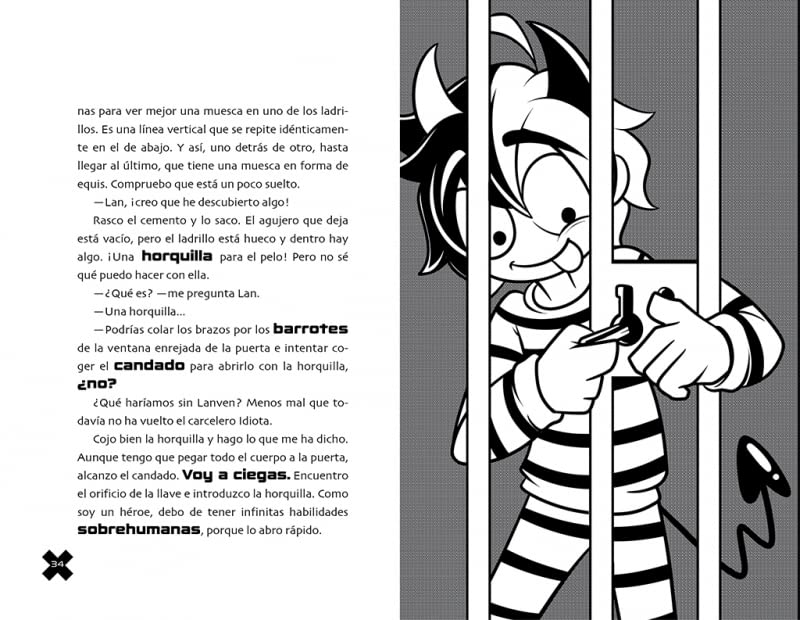 nas para ver mejor una muesca en uno de los ladri-
llos. Es una línea vertical que se repite idénticamen-
te en el de abajo. Y así, uno detrás de otro, hasta
llegar al último, que tiene una muesca en forma de
equis. Compruebo que está un poco suelto.
—Lan, ¡creo que he descubierto algo!
Rasco el cemento y lo saco. El agujero que deja
está vacío, pero el ladrillo está hueco y dentro hay
algo. ¡Una horquilla para el pelo! Pero no sé
qué puedo hacer con ella.
—¿Qué es? —me pregunta Lan.
—Una horquilla...
—Podrías colar los brazos por los barrotes
de la ventana enrejada de la puerta e intentar co-
ger el candado para abrirlo con la horquilla,
¿no?
¿Qué haríamos sin Lanven? Menos mal que to-
davía no ha vuelto el carcelero Idiota.
Cojo bien la horquilla y hago lo que me ha dicho.
Aunque tengo que pegar todo el cuerpo a la puerta,
alcanzo el candado. Voy a ciegas. Encuentro
el orificio de la llave e introduzco la horquilla. Como
soy un héroe, debo de tener infinitas habilidades
sobrehumanas, porque lo abro rápido.
34